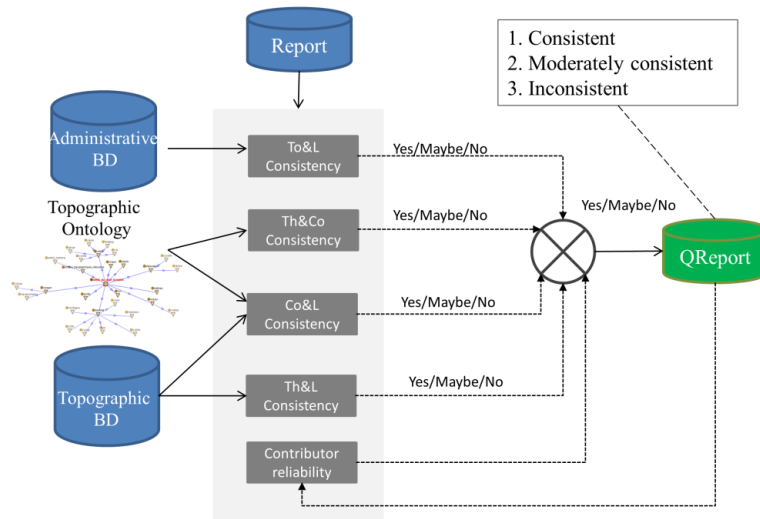 Report
1. Consistent
2. Moderately consistent
3. Inconsistent
Administrative
BD
To&L
Consistency
Yes/Maybe/No
Topographic
Ontology
Th&Co
Consistency
Yes/Maybe/No
Yes/Maybe/No
QReport
Co&L
Consistency
Yes/Maybe/No
Topographic
BD
Th&L
Consistency
Yes/Maybe/No
Contributor
reliability